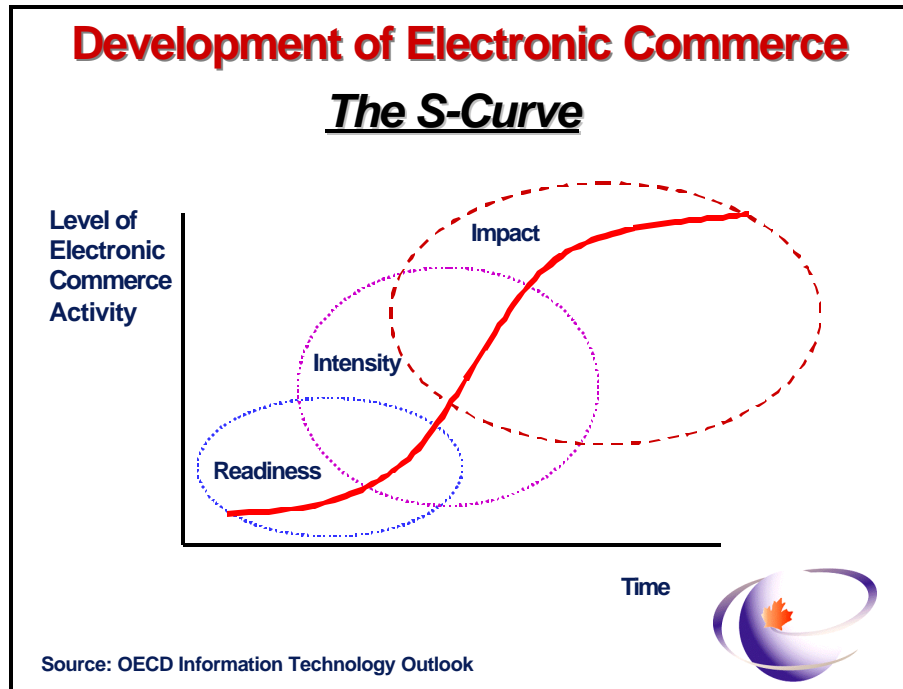 Development of Electronic Commerce
The S-Curve
Level of
Electronic
Commerce
Activity
Impact
Intensity
Readiness
Time
Source: OECD Information Technology Outlook